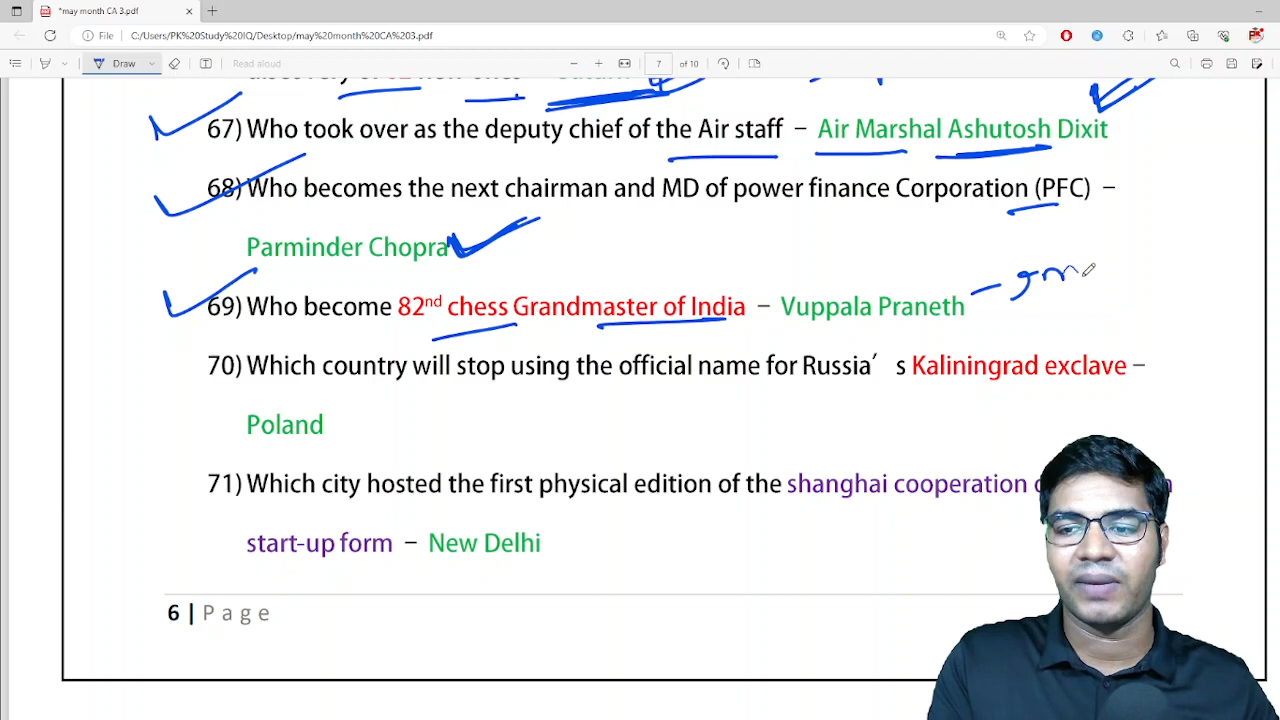 *may month CA 3.pdf
File C:/Users/PK%20Study%20IQ/Desktop/may%20month%20CA%203.pdf
Draw Read aloud 7 of 10
67) Who took over as the deputy chief of the Air staff – Air Marshal Ashutosh Dixit
68) Who becomes the next chairman and MD of power finance Corporation (PFC) –
Parminder Chopra
69) Who become 82nd chess Grandmaster of India – Vuppala Praneth
70) Which country will stop using the official name for Russia′ s Kaliningrad exclave –
Poland
71) Which city hosted the first physical edition of the shanghai cooperation
start-up form – New Delhi
6 | Page